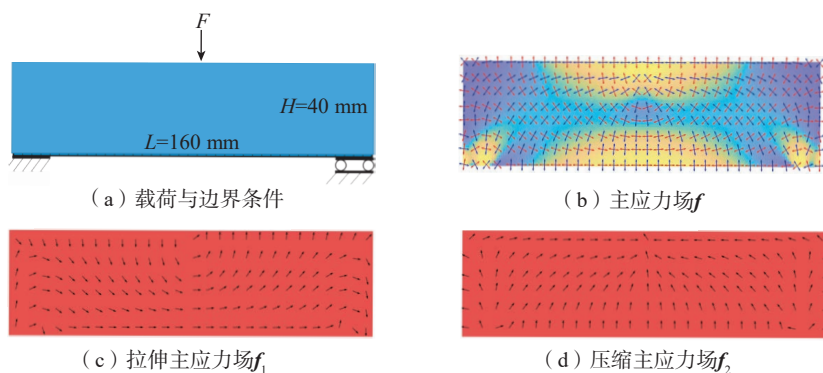 F
H=40 mm
L=160 mm
（a）载荷与边界条件
（b）主应力场f
（c）拉伸主应力场f₁
（d）压缩主应力场f₂